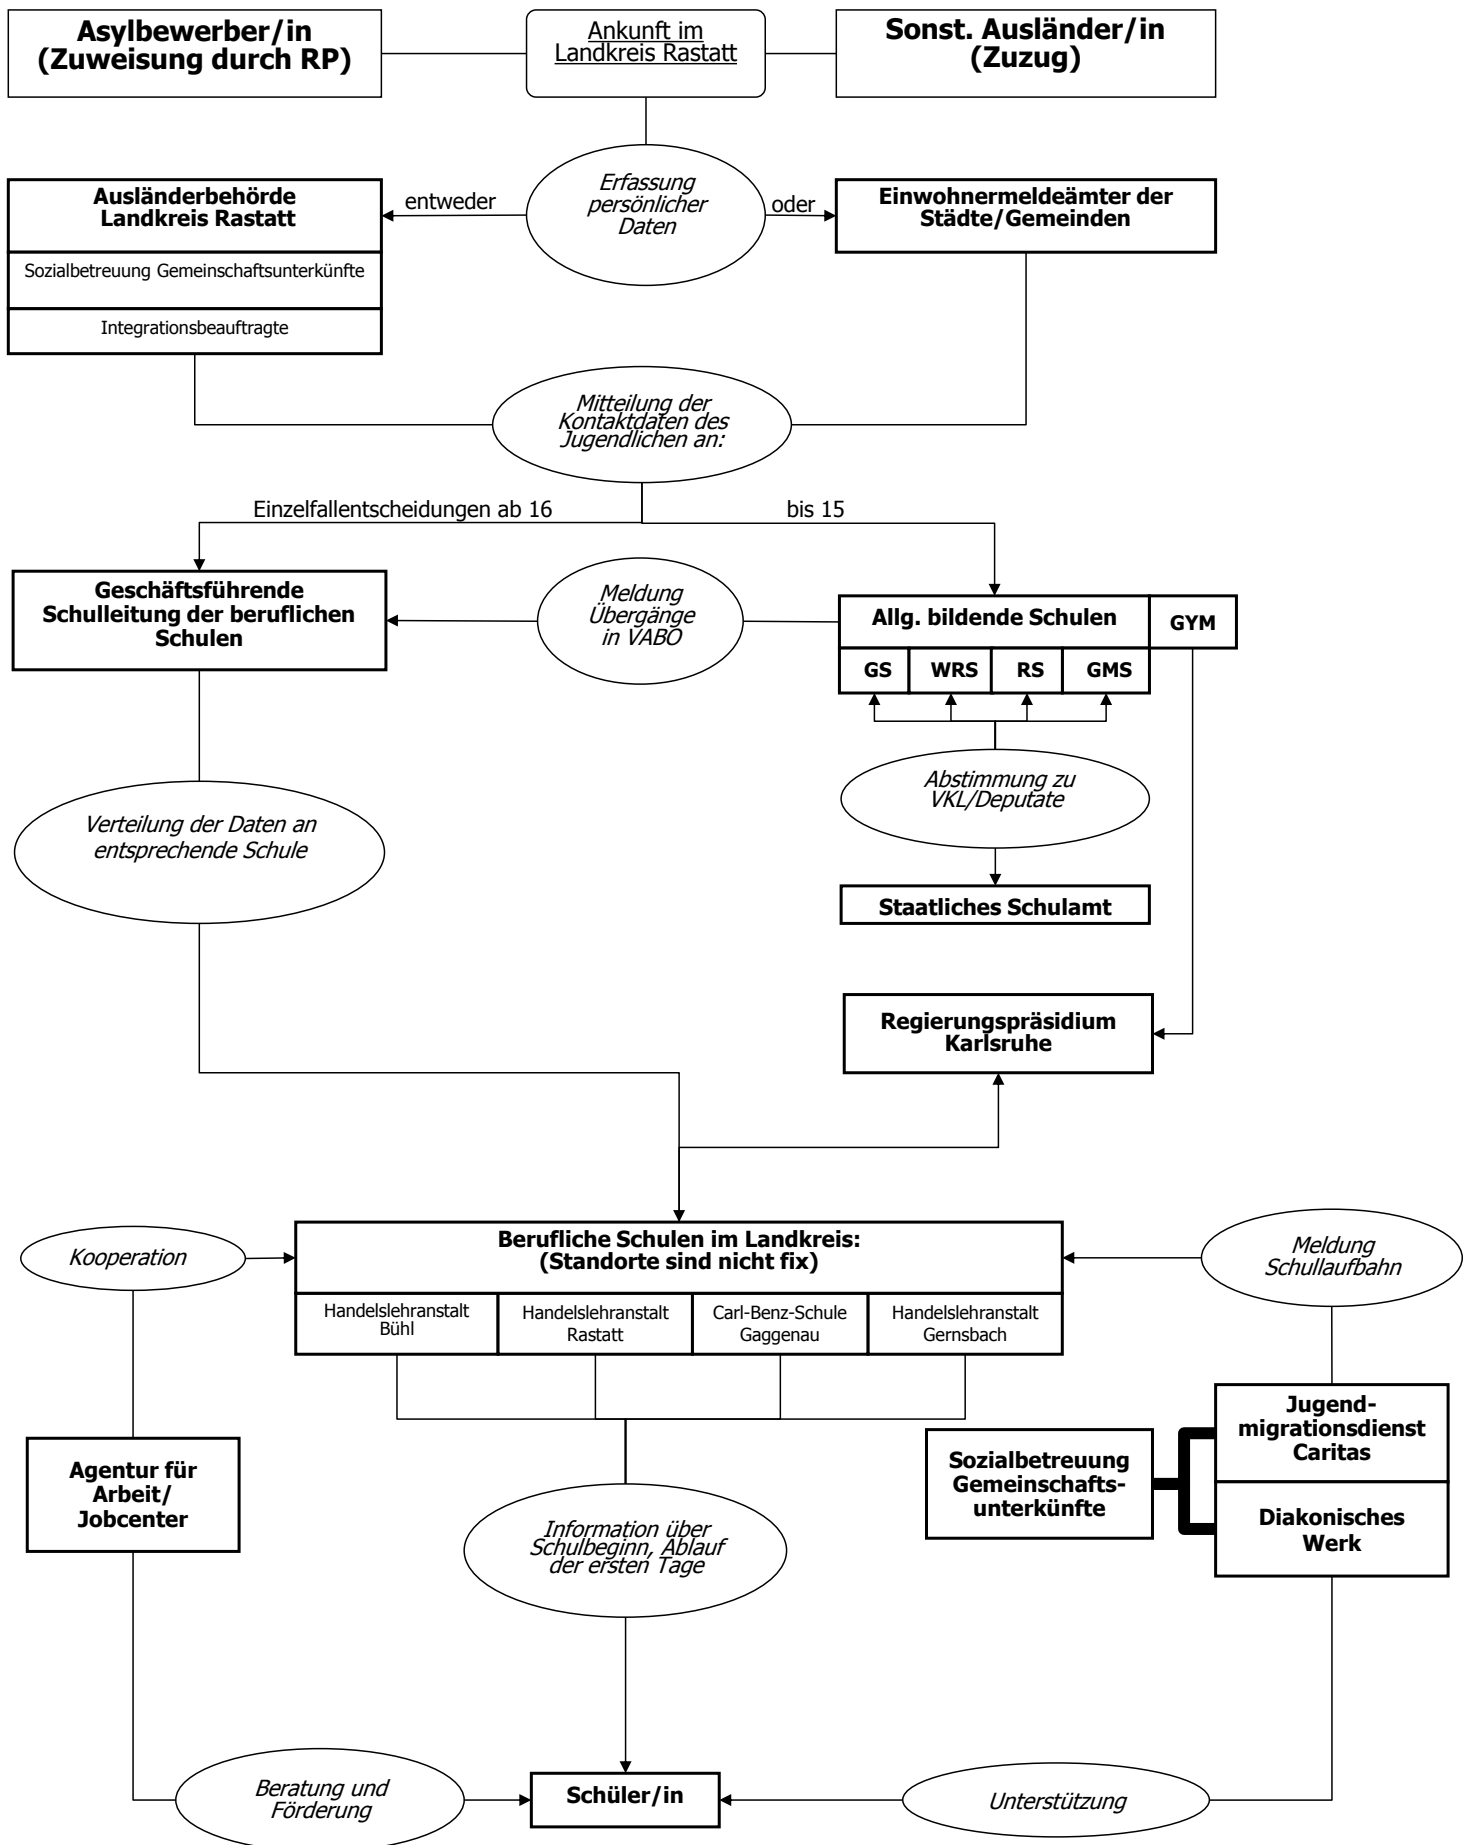 Asylbewerber/in
(Zuweisung durch RP)
Ankunft im
Landkreis Rastatt
Sonst. Ausländer/in
(Zuzug)
Ausländerbehörde
Landkreis Rastatt
Sozialbetreuung Gemeinschaftsunterkünfte
Integrationsbeauftragte
entweder
Erfassung
persönlicher
Daten
oder
Einwohnermeldeämter der
Städte/Gemeinden
Mitteilung der
Kontaktdaten des
Jugendlichen an:
Einzelfallentscheidungen ab 16
bis 15
Geschäftsführende
Schulleitung der beruflichen
Schulen
Meldung
Übergänge
in VABO
Allg. bildende Schulen
GYM
GS
WRS
RS
GMS
Abstimmung zu
VKL/Deputate
Verteilung der Daten an
entsprechende Schule
Staatliches Schulamt
Regierungspräsidium
Karlsruhe
Kooperation
Berufliche Schulen im Landkreis:
(Standorte sind nicht fix)
Meldung
Schullaufbahn
Handelslehranstalt
Bühl
Handelslehranstalt
Rastatt
Carl-Benz-Schule
Gaggenau
Handelslehranstalt
Gernsbach
Agentur für
Arbeit/
Jobcenter
Information über
Schulbeginn, Ablauf
der ersten Tage
Sozialbetreuung
Gemeinschafts-
unterkünfte
Jugend-
migrationsdienst
Caritas
Diakonisches
Werk
Beratung und
Förderung
Schüler/in
Unterstützung